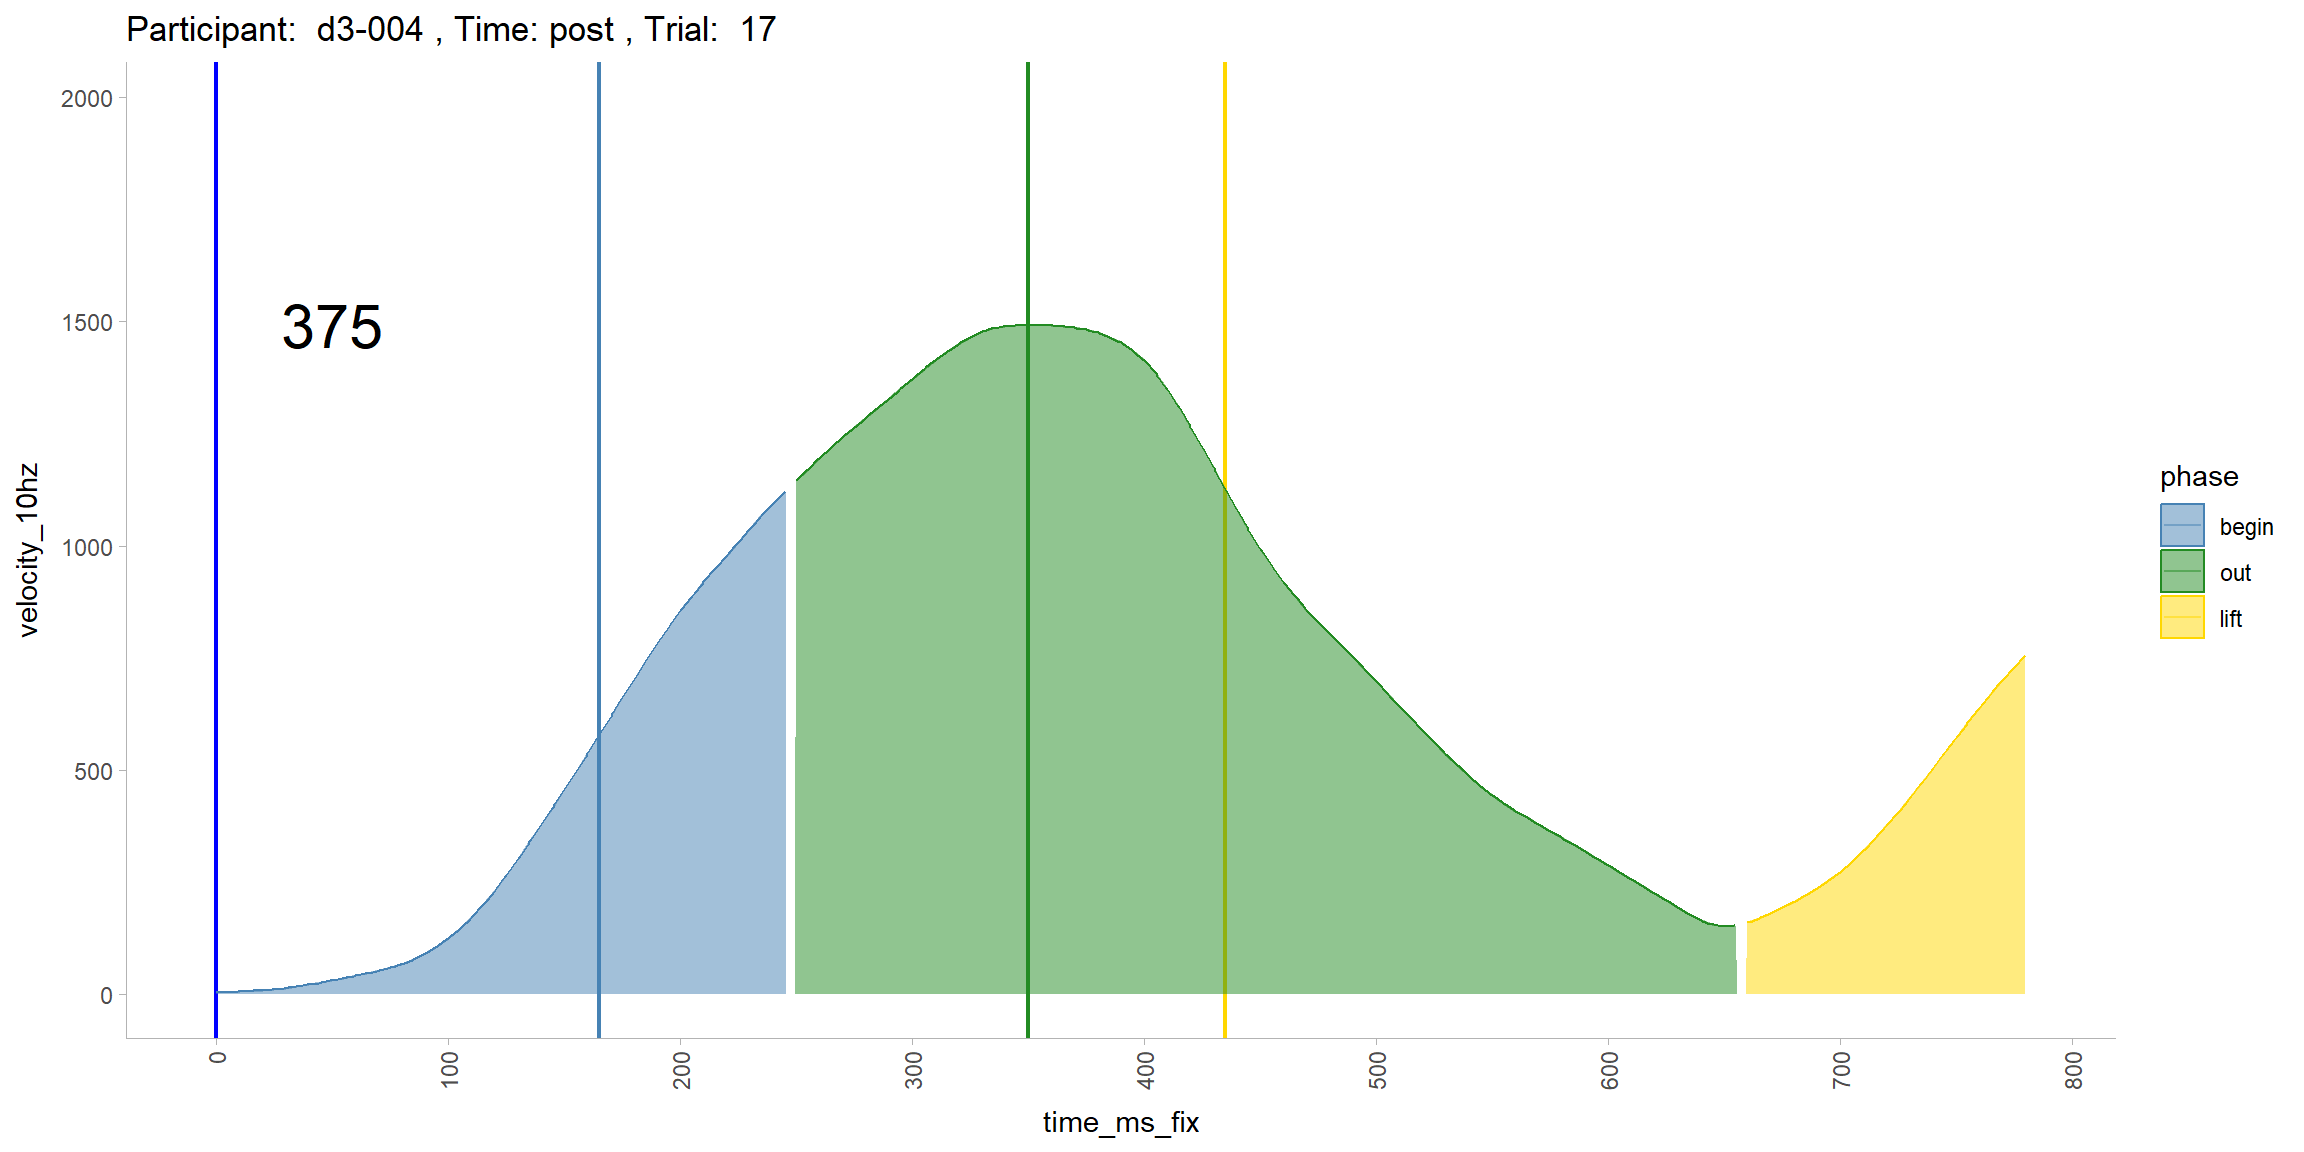 Participant:  d3-004 , Time: post , Trial:  17
2000
1500
1000
500
0
velocity_10hz
375
0
100
200
300
400
500
600
700
800
time_ms_fix
phase
begin
out
lift